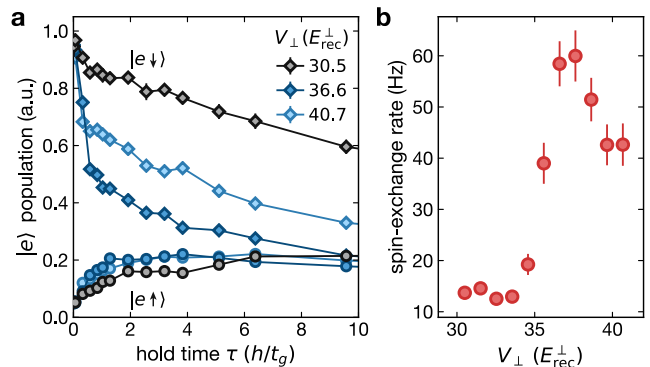 a
|e⟩ population (a.u.)
1.0
0.8
0.6
0.4
0.2
0.0
|e ↓⟩
|e ↑⟩
V⊥(E⊥rec)
30.5
36.6
40.7
0
2
4
6
8
10
hold time τ (h/tg)
b
spin-exchange rate (Hz)
60
50
40
30
20
10
30
35
40
V⊥ (E⊥rec)